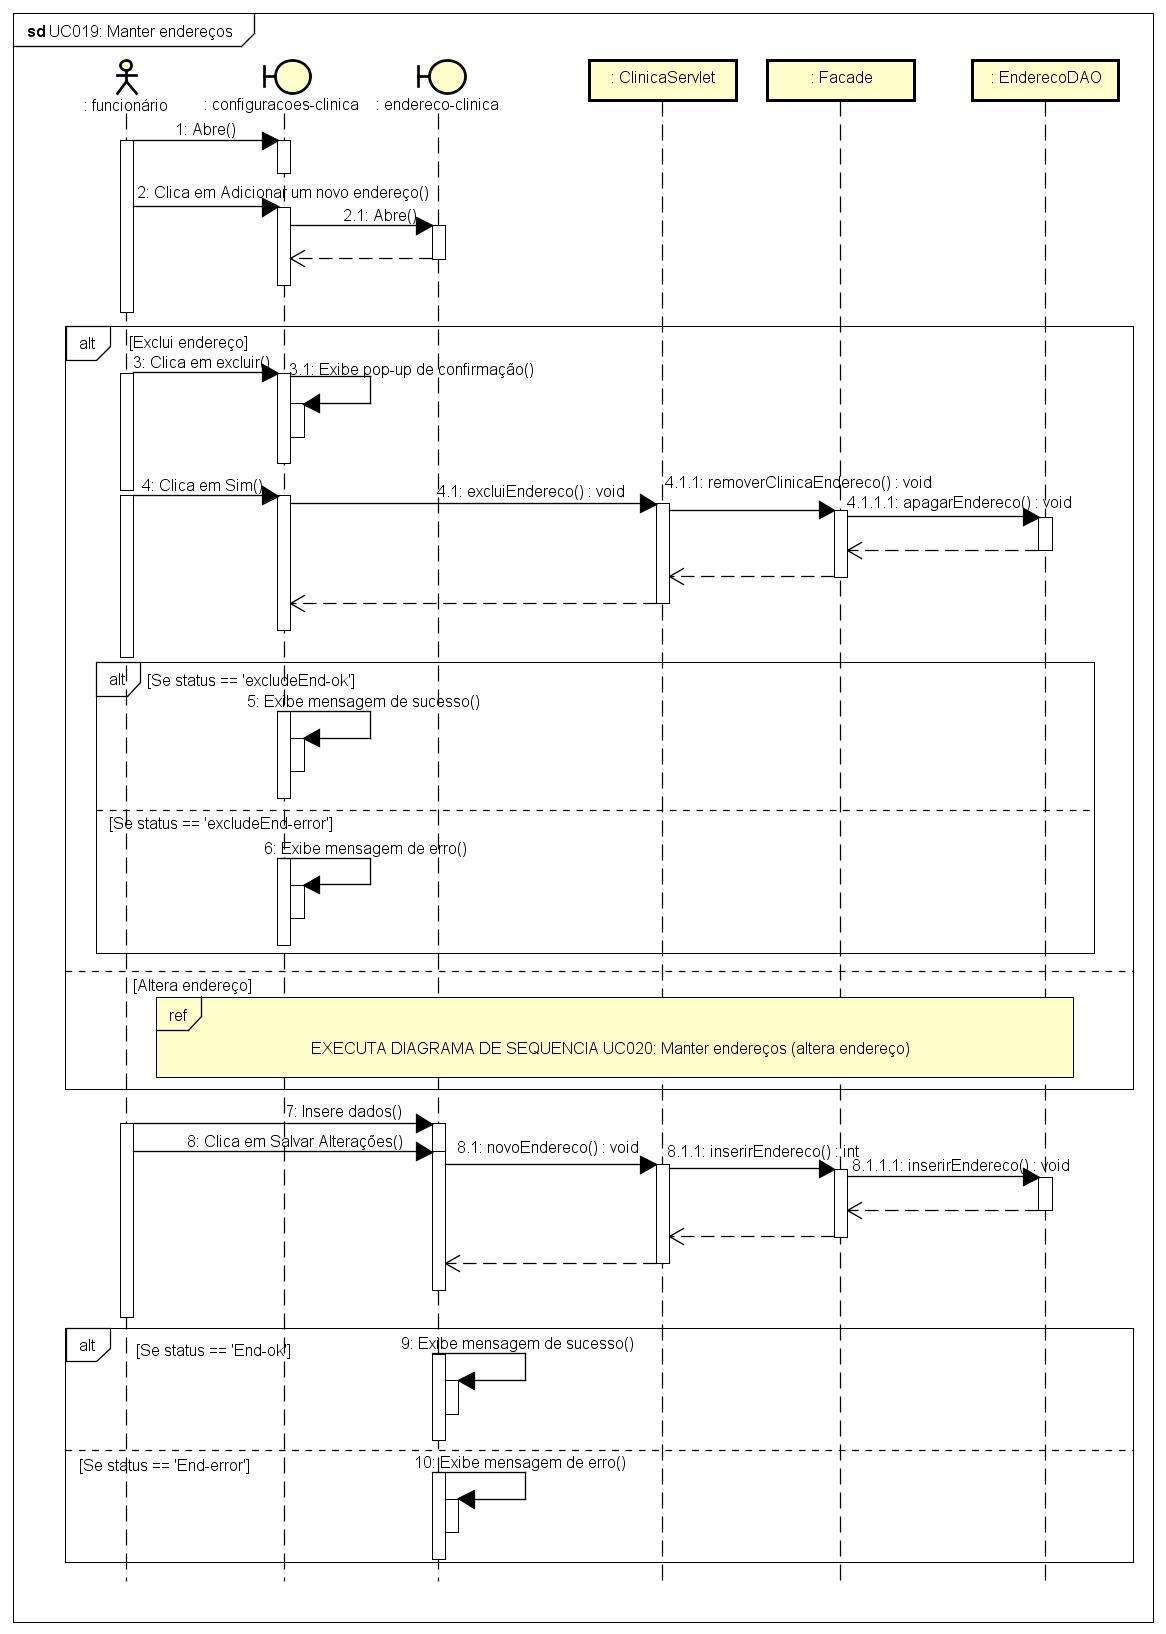 sd UC019: Manter endereços
: funcionário
: configuracoes-clinica
: endereco-clinica
: ClinicaServlet
: Facade
: EnderecoDAO
1: Abre()
2: Clica em Adicionar um novo endereço()
2.1: Abre()
alt
[Exclui endereço]
3: Clica em excluir()
3.1: Exibe pop-up de confirmação()
4: Clica em Sim()
4.1: excluiEndereco() : void
4.1.1: removerClinicaEndereco() : void
4.1.1.1: apagarEndereco() : void
alt
[Se status == 'excludeEnd-ok']
5: Exibe mensagem de sucesso()
[Se status == 'excludeEnd-error']
6: Exibe mensagem de erro()
[Altera endereço]
ref
EXECUTA DIAGRAMA DE SEQUENCIA UC020: Manter endereços (altera endereço)
7: Insere dados()
8: Clica em Salvar Alterações()
8.1: novoEndereco() : void
8.1.1: inserirEndereco() : int
8.1.1.1: inserirEndereco() : void
alt
[Se status == 'End-ok']
9: Exibe mensagem de sucesso()
[Se status == 'End-error']
10: Exibe mensagem de erro()